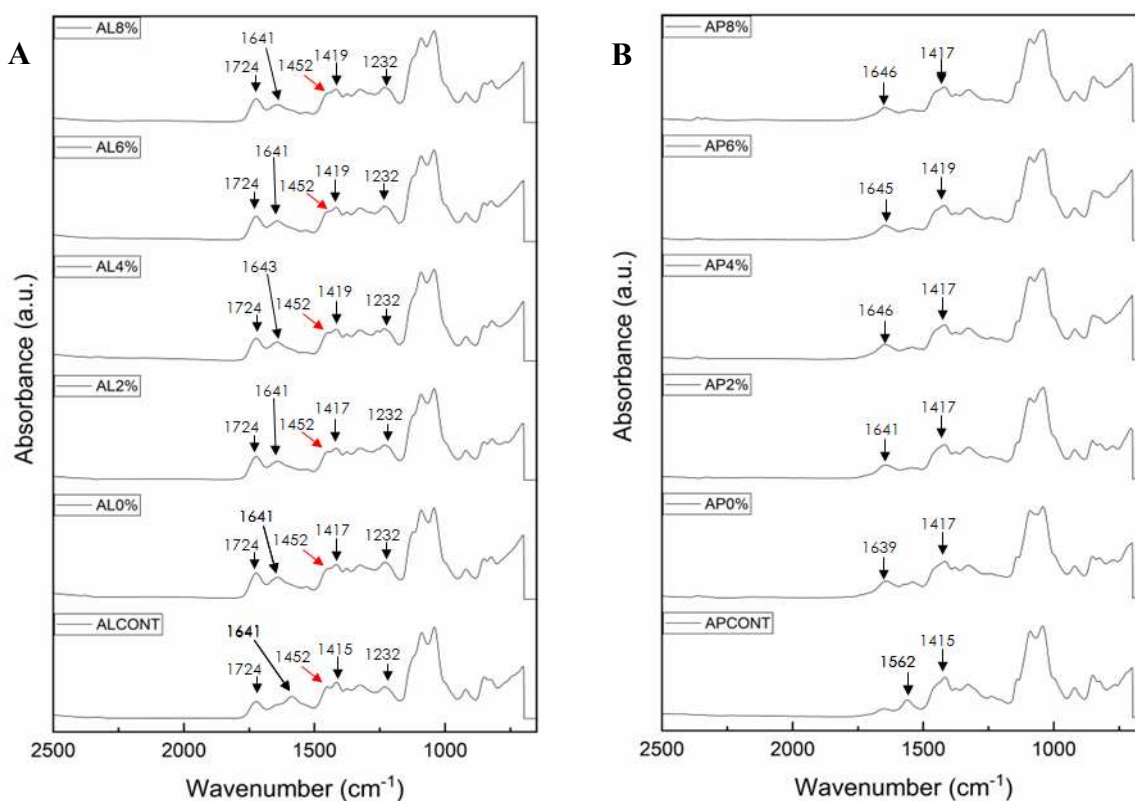 A
AL8%
1641
1724
1452
1419
1232
AL6%
1641
1724
1452
1419
1232
AL4%
1643
1724
1452
1419
1232
AL2%
1641
1724
1452
1417
1232
AL0%
1641
1724
1452
1417
1232
ALCONT
1641
1724
1452
1415
1232
2500 2000 1500 1000
Wavenumber (cm⁻¹)
Absorbance (a.u.)
B
AP8%
1646
1417
AP6%
1645
1419
AP4%
1646
1417
AP2%
1641
1417
AP0%
1639
1417
APCONT
1562
1415
2500 2000 1500 1000
Wavenumber (cm⁻¹)
Absorbance (a.u.)